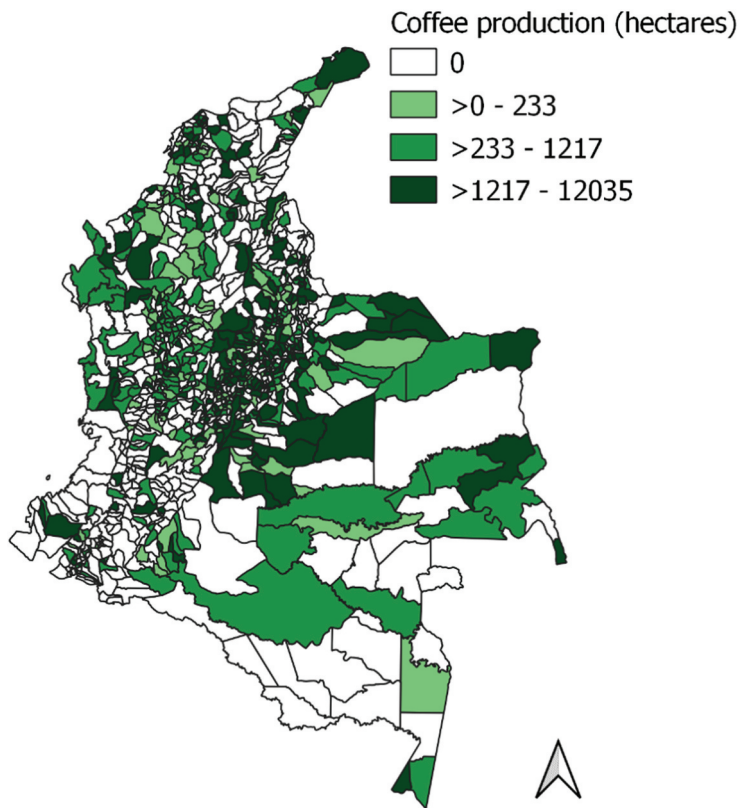 Coffee production (hectares)
0
>0 - 233
>233 - 1217
>1217 - 12035